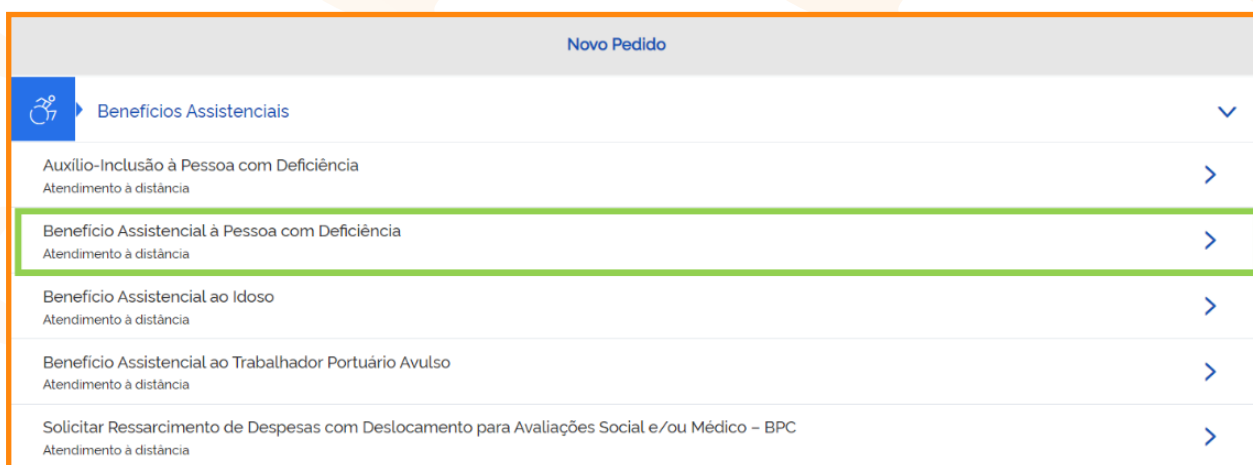 Novo Pedido
Benefícios Assistenciais
Auxílio-Inclusão à Pessoa com Deficiência
Atendimento à distância
Benefício Assistencial à Pessoa com Deficiência
Atendimento à distância
Benefício Assistencial ao Idoso
Atendimento à distância
Benefício Assistencial ao Trabalhador Portuário Avulso
Atendimento à distância
Solicitar Ressarcimento de Despesas com Deslocamento para Avaliações Social e/ou Médico – BPC
Atendimento à distância